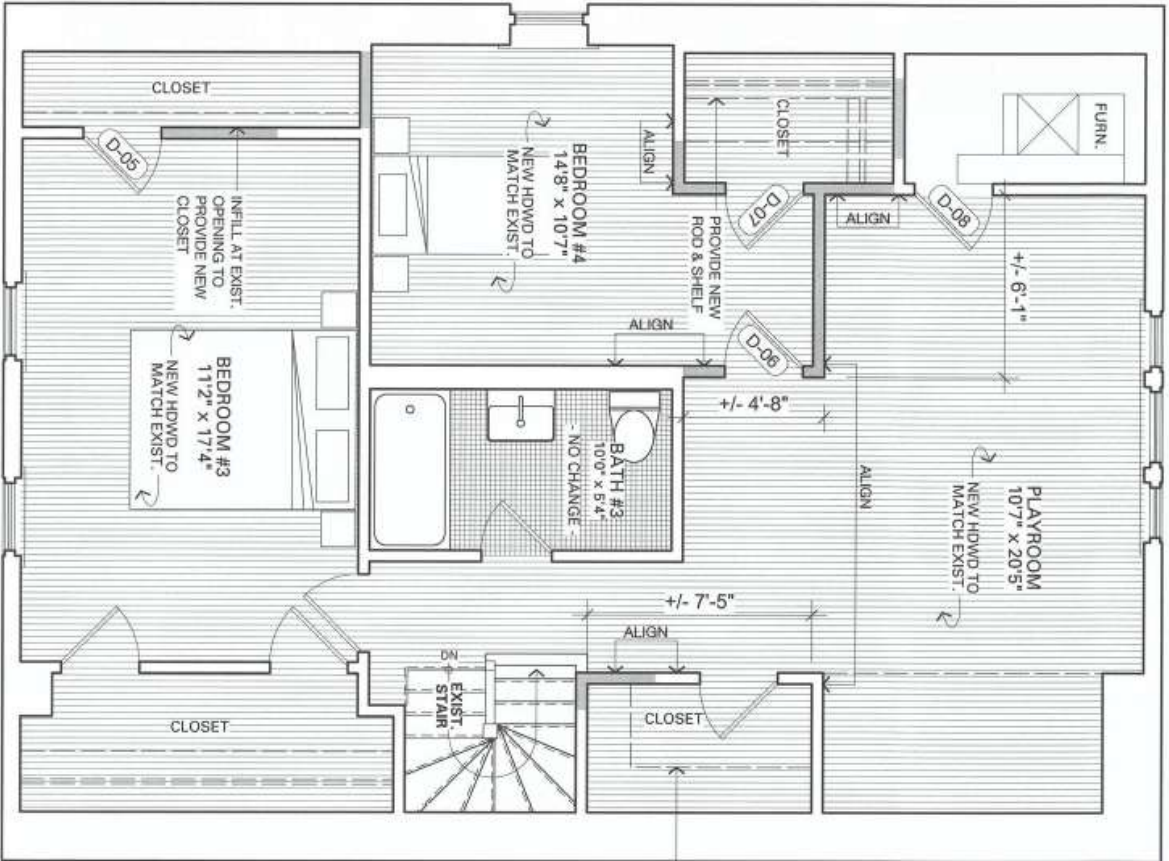 CLOSET
D-05
INFILL AT EXIST.
OPENING TO
PROVIDE NEW
CLOSET
BEDROOM #3
11'2" x 17'4"
NEW HDWD TO
MATCH EXIST.
CLOSET
BEDROOM #4
14'8" x 10'7"
NEW HDWD TO
MATCH EXIST.
ALIGN
CLOSET
PROVIDE NEW
ROD & SHELF
D-07
ALIGN
D-06
FURN.
D-08
ALIGN
+/- 6'-1"
+/- 4'-8"
BATH #3
10'0" x 5'4"
- NO CHANGE -
ALIGN
PLAYROOM
10'7" x 20'5"
NEW HDWD TO
MATCH EXIST.
+/- 7'-5"
ALIGN
DN
EXIST.
STAIR
CLOSET